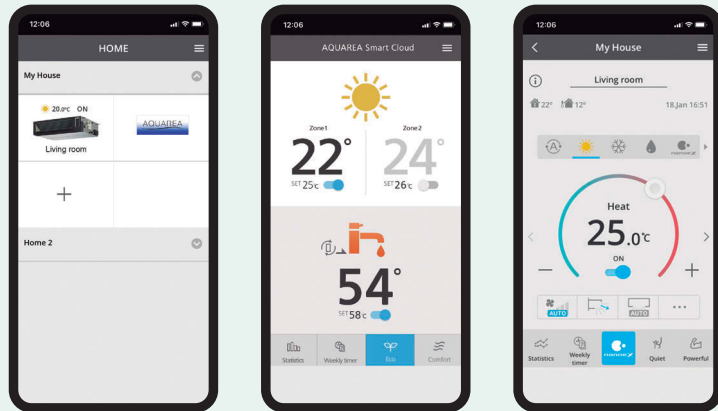 12:06
HOME
My House
20.0°C ON
AQUAREA
Living room
+
Home 2
12:06
AQUAREA Smart Cloud
Zone1
Zone2
22°
24°
SET 25°C
SET 26°C
54°
SET 58°C
Statistics
Weekly timer
Eco
Comfort
12:06
My House
Living room
22°
12°
18.Jan 16:51
A
nanoe X
Heat
25.0°C
ON
AUTO
AUTO
Statistics
Weekly
timer
nanoe X
Quiet
Powerful